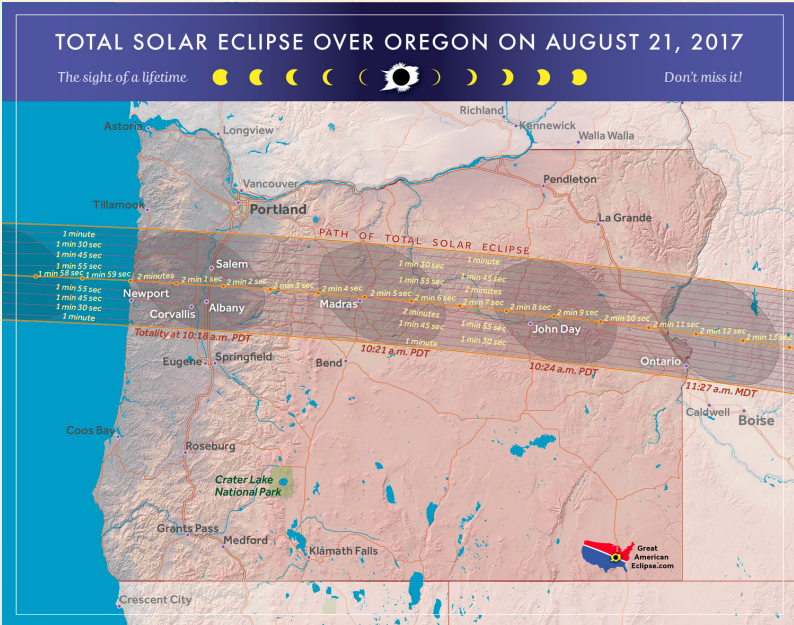 TOTAL SOLAR ECLIPSE OVER OREGON ON AUGUST 21, 2017
The sight of a lifetime
Don't miss it!
Richland
Kennewick
Astoria
Longview
Walla Walla
Vancouver
Pendleton
Tillamook
Portland
La Grande
PATH OF TOTAL SOLAR ECLIPSE
1 minute
1 min 30 sec
1 min 45 sec
1 min 55 sec
1 min 58 sec
1 min 59 sec
2 minutes
2 min 1 sec
2 min 2 sec
2 min 3 sec
2 min 4 sec
2 min 5 sec
2 min 6 sec
2 min 7 sec
2 min 8 sec
2 min 9 sec
2 min 10 sec
2 min 11 sec
2 min 12 sec
2 min 13 sec
1 min 55 sec
1 min 45 sec
1 min 30 sec
1 minute
1 minute
1 min 30 sec
1 min 45 sec
1 min 55 sec
2 minutes
2 minutes
1 min 45 sec
1 min 55 sec
1 minute
1 min 30 sec
Salem
Newport
Corvallis
Albany
Madras
John Day
Ontario
Totality at 10:18 a.m. PDT
10:21 a.m. PDT
10:24 a.m. PDT
11:27 a.m. MDT
Eugene
Springfield
Bend
Caldwell
Boise
Coos Bay
Roseburg
Crater Lake
National Park
Grants Pass
Medford
Klamath Falls
Great
American
Eclipse.com
Crescent City